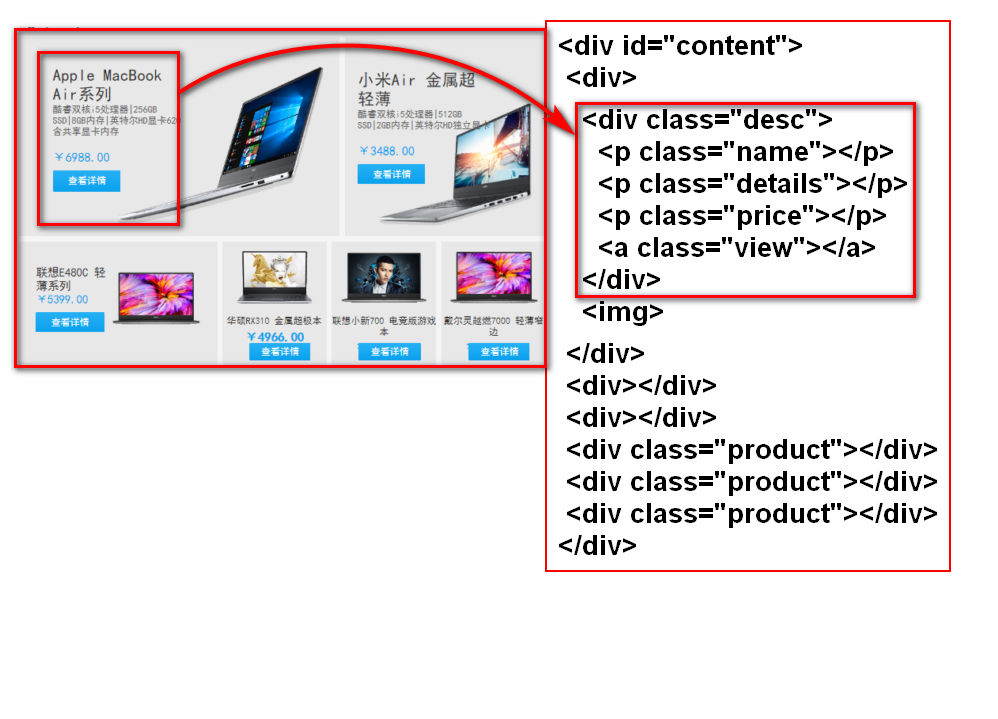 Apple MacBook
Air系列
酷睿双核i5处理器|256GB
SSD|8GB内存|英特尔HD显卡620
含共享显卡内存
￥6988.00
查看详情
小米Air 金属超
轻薄
酷睿双核i5处理器|512GB
SSD|2GB内存|英特尔HD独立显卡
￥3488.00
查看详情
联想E480C 轻
薄系列
￥5399.00
查看详情
华硕RX310 金属超极本
￥4966.00
查看详情
联想小新700 电竞版游戏
本
查看详情
戴尔灵越燃7000 轻薄窄
边
查看详情
<div id="content">
<div>
<div class="desc">
<p class="name"></p>
<p class="details"></p>
<p class="price"></p>
<a class="view"></a>
</div>
<img>
</div>
<div></div>
<div></div>
<div class="product"></div>
<div class="product"></div>
<div class="product"></div>
</div>